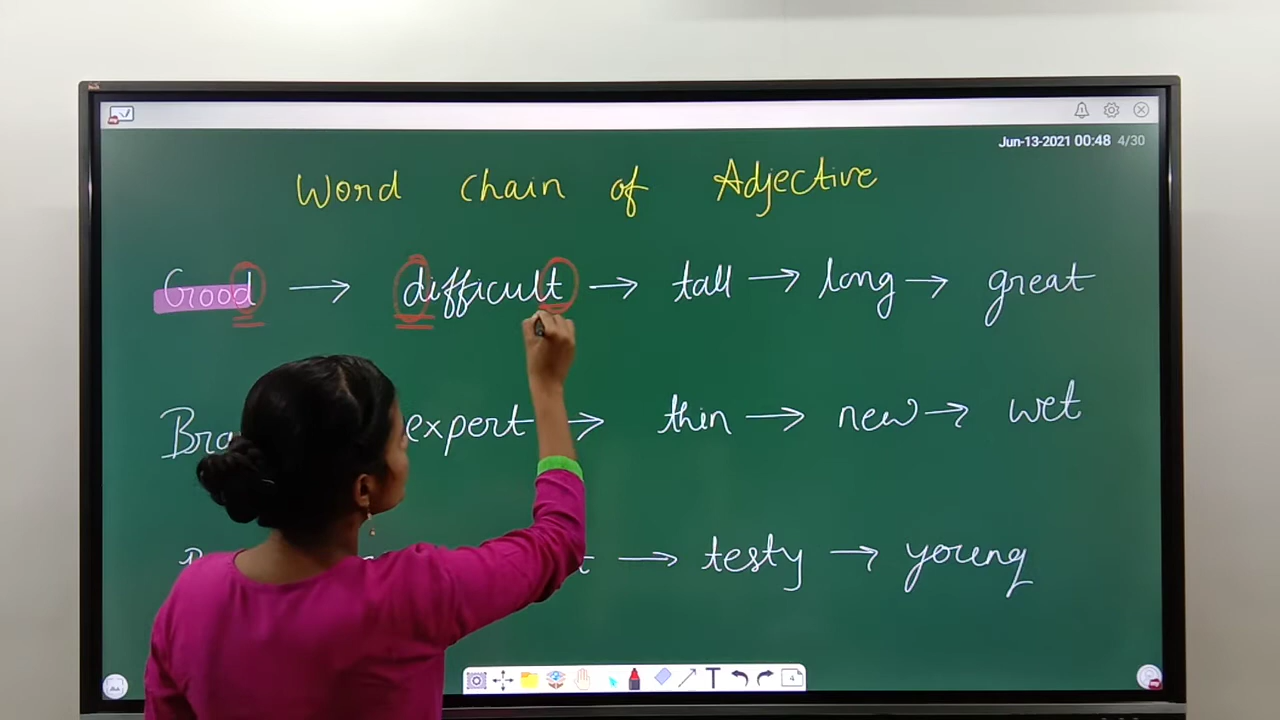 Jun-13-2021 00:48 4/30
Word chain of Adjective
Good → difficult → tall → long → great
expert → thin → new → wet
→ testy → young